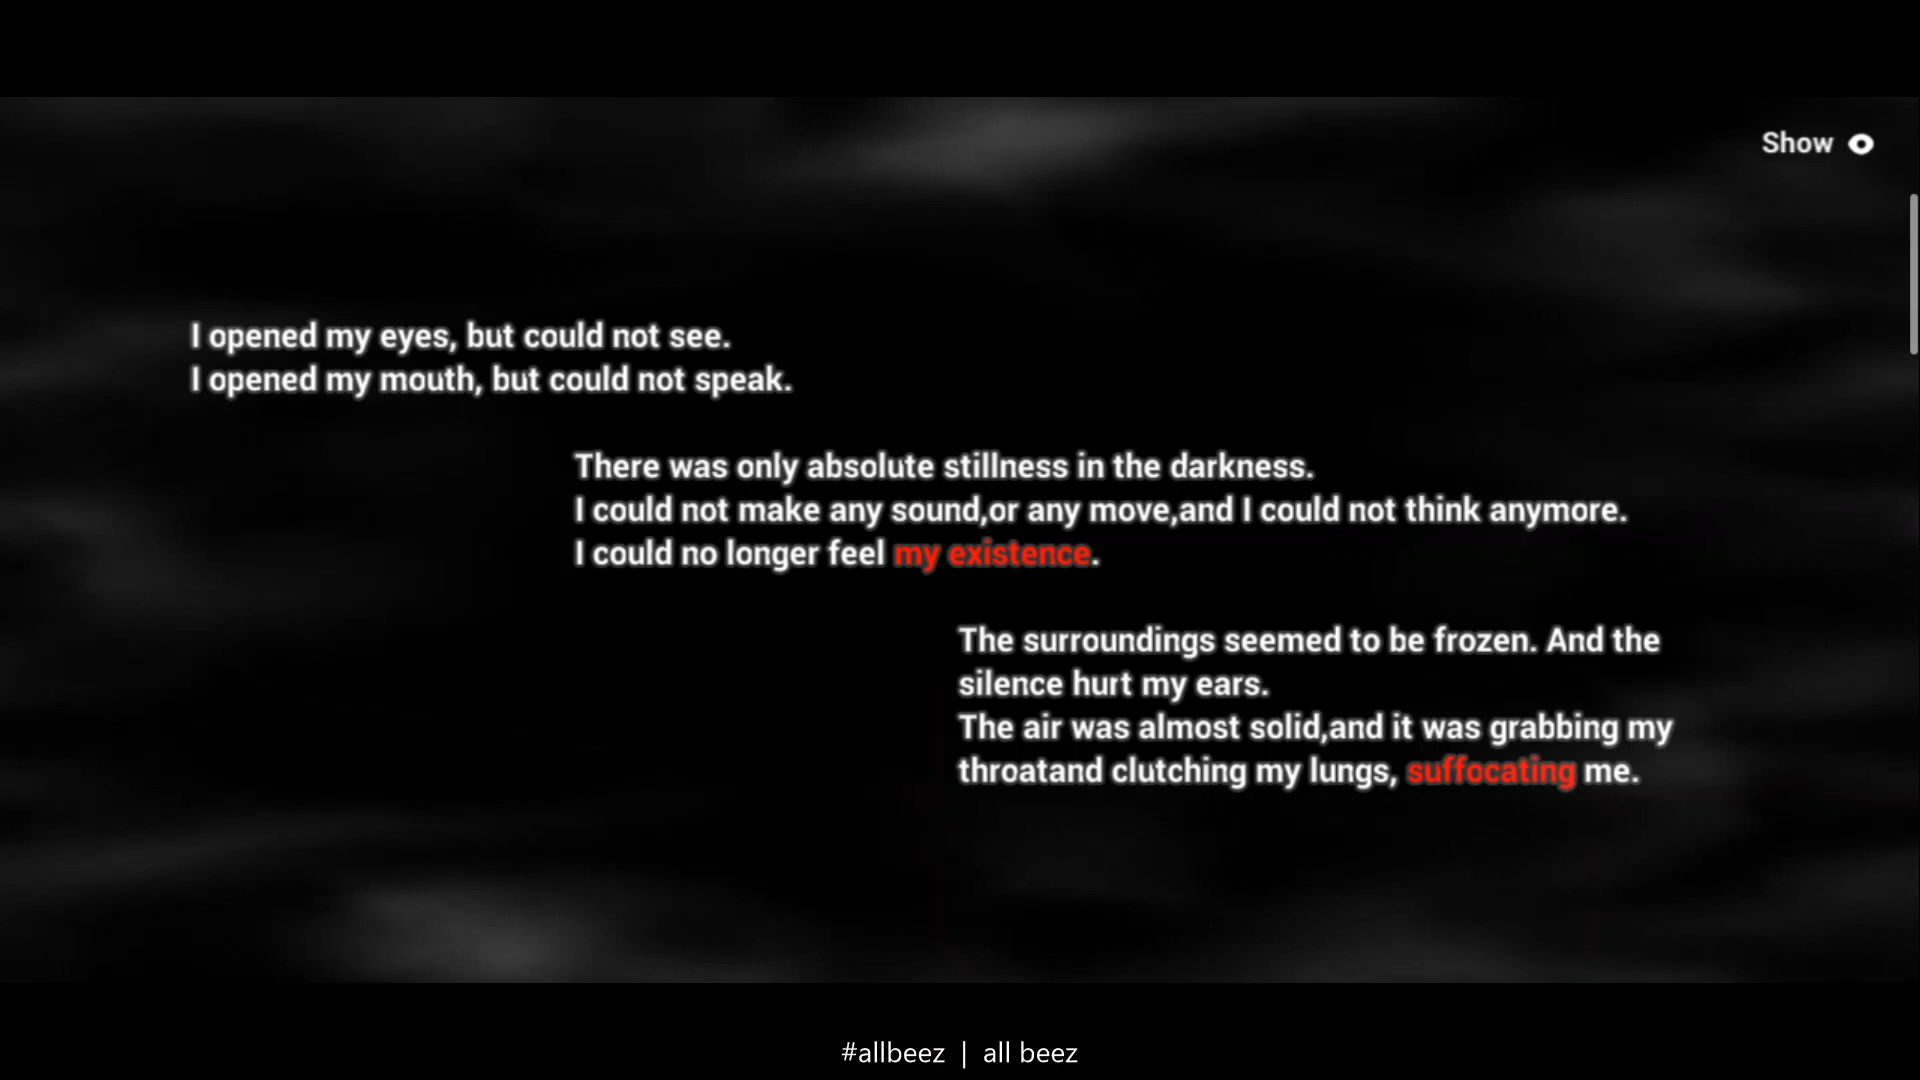 Show
I opened my eyes, but could not see.
I opened my mouth, but could not speak.
There was only absolute stillness in the darkness.
I could not make any sound,or any move,and I could not think anymore.
I could no longer feel my existence.
The surroundings seemed to be frozen. And the
silence hurt my ears.
The air was almost solid,and it was grabbing my
throatand clutching my lungs, suffocating me.
#allbeez | all beez